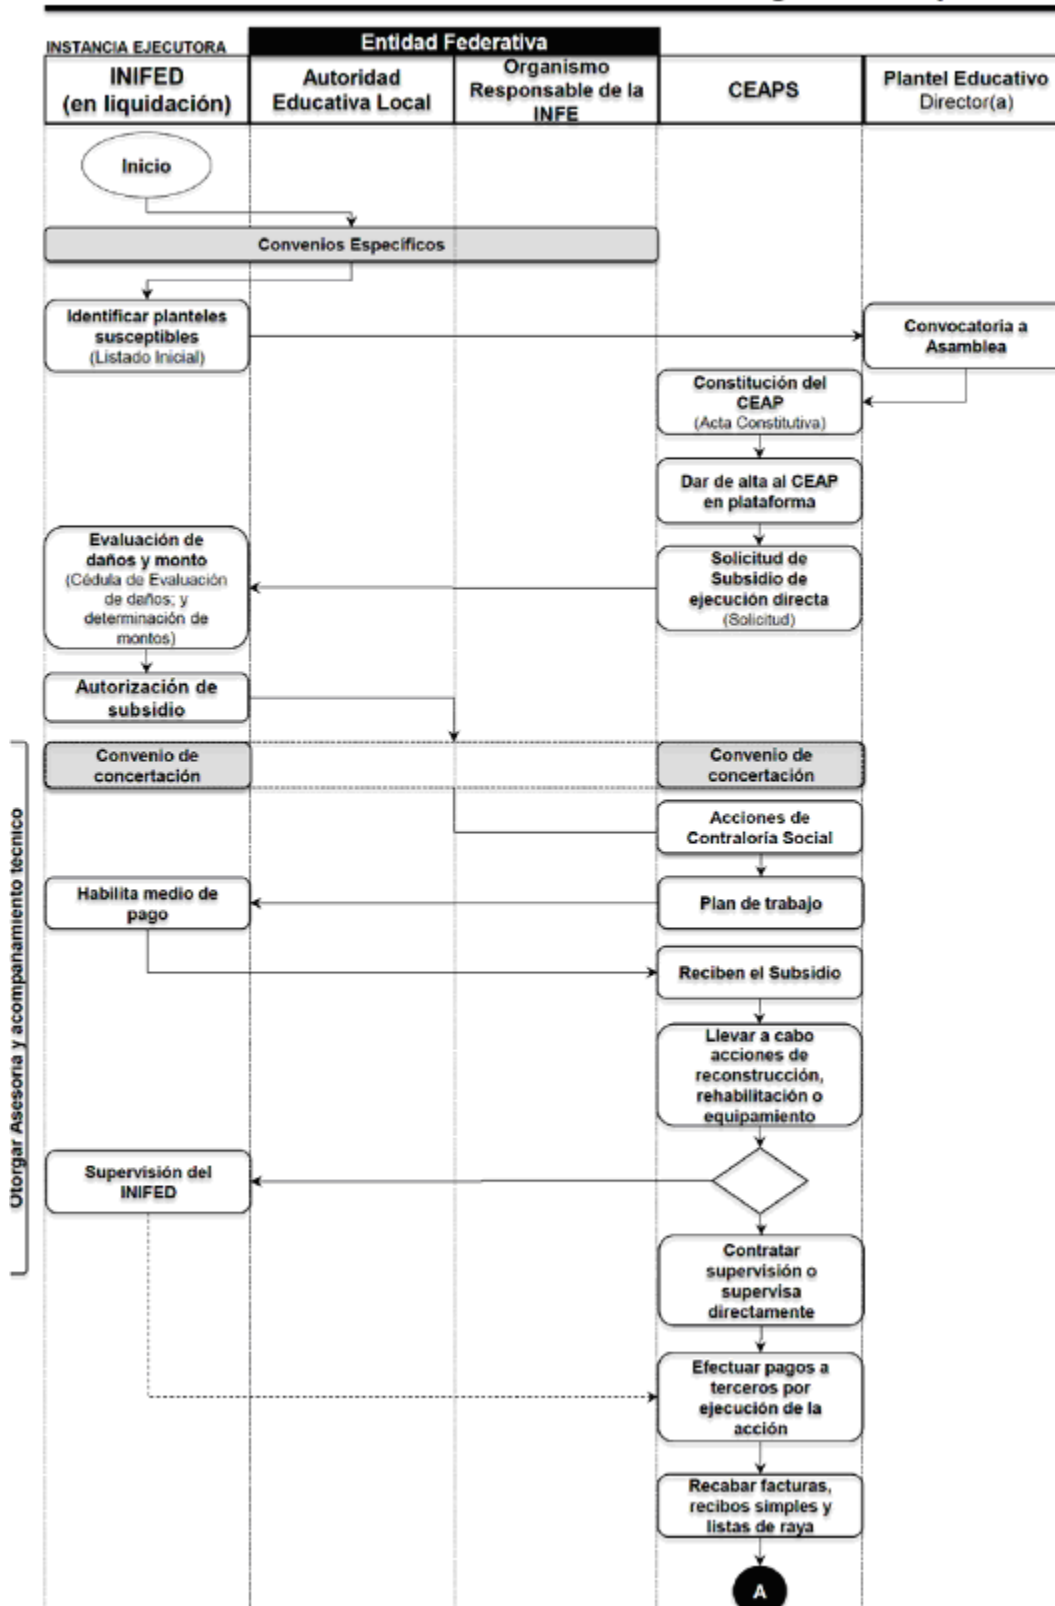 INSTANCIA EJECUTORA
Entidad Federativa
INIFED
(en liquidación)
Autoridad
Educativa Local
Organismo
Responsable de la
INFE
CEAPS
Plantel Educativo
Director(a)
Inicio
Convenios Específicos
Identificar planteles
susceptibles
(Listado Inicial)
Convocatoria a
Asamblea
Constitución del
CEAP
(Acta Constitutiva)
Dar de alta al CEAP
en plataforma
Evaluación de
daños y monto
(Cédula de Evaluación
de daños; y
determinación de
montos)
Solicitud de
Subsidio de
ejecución directa
(Solicitud)
Autorización de
subsidio
Convenio de
concertación
Convenio de
concertación
Acciones de
Contraloría Social
Otorgar Asesoría y acompañamiento técnico
Habilita medio de
pago
Plan de trabajo
Reciben el Subsidio
Llevar a cabo
acciones de
reconstrucción,
rehabilitación o
equipamiento
Supervisión del
INIFED
Contratar
supervisión o
supervisa
directamente
Efectuar pagos a
terceros por
ejecución de la
acción
Recabar facturas,
recibos simples y
listas de raya
A